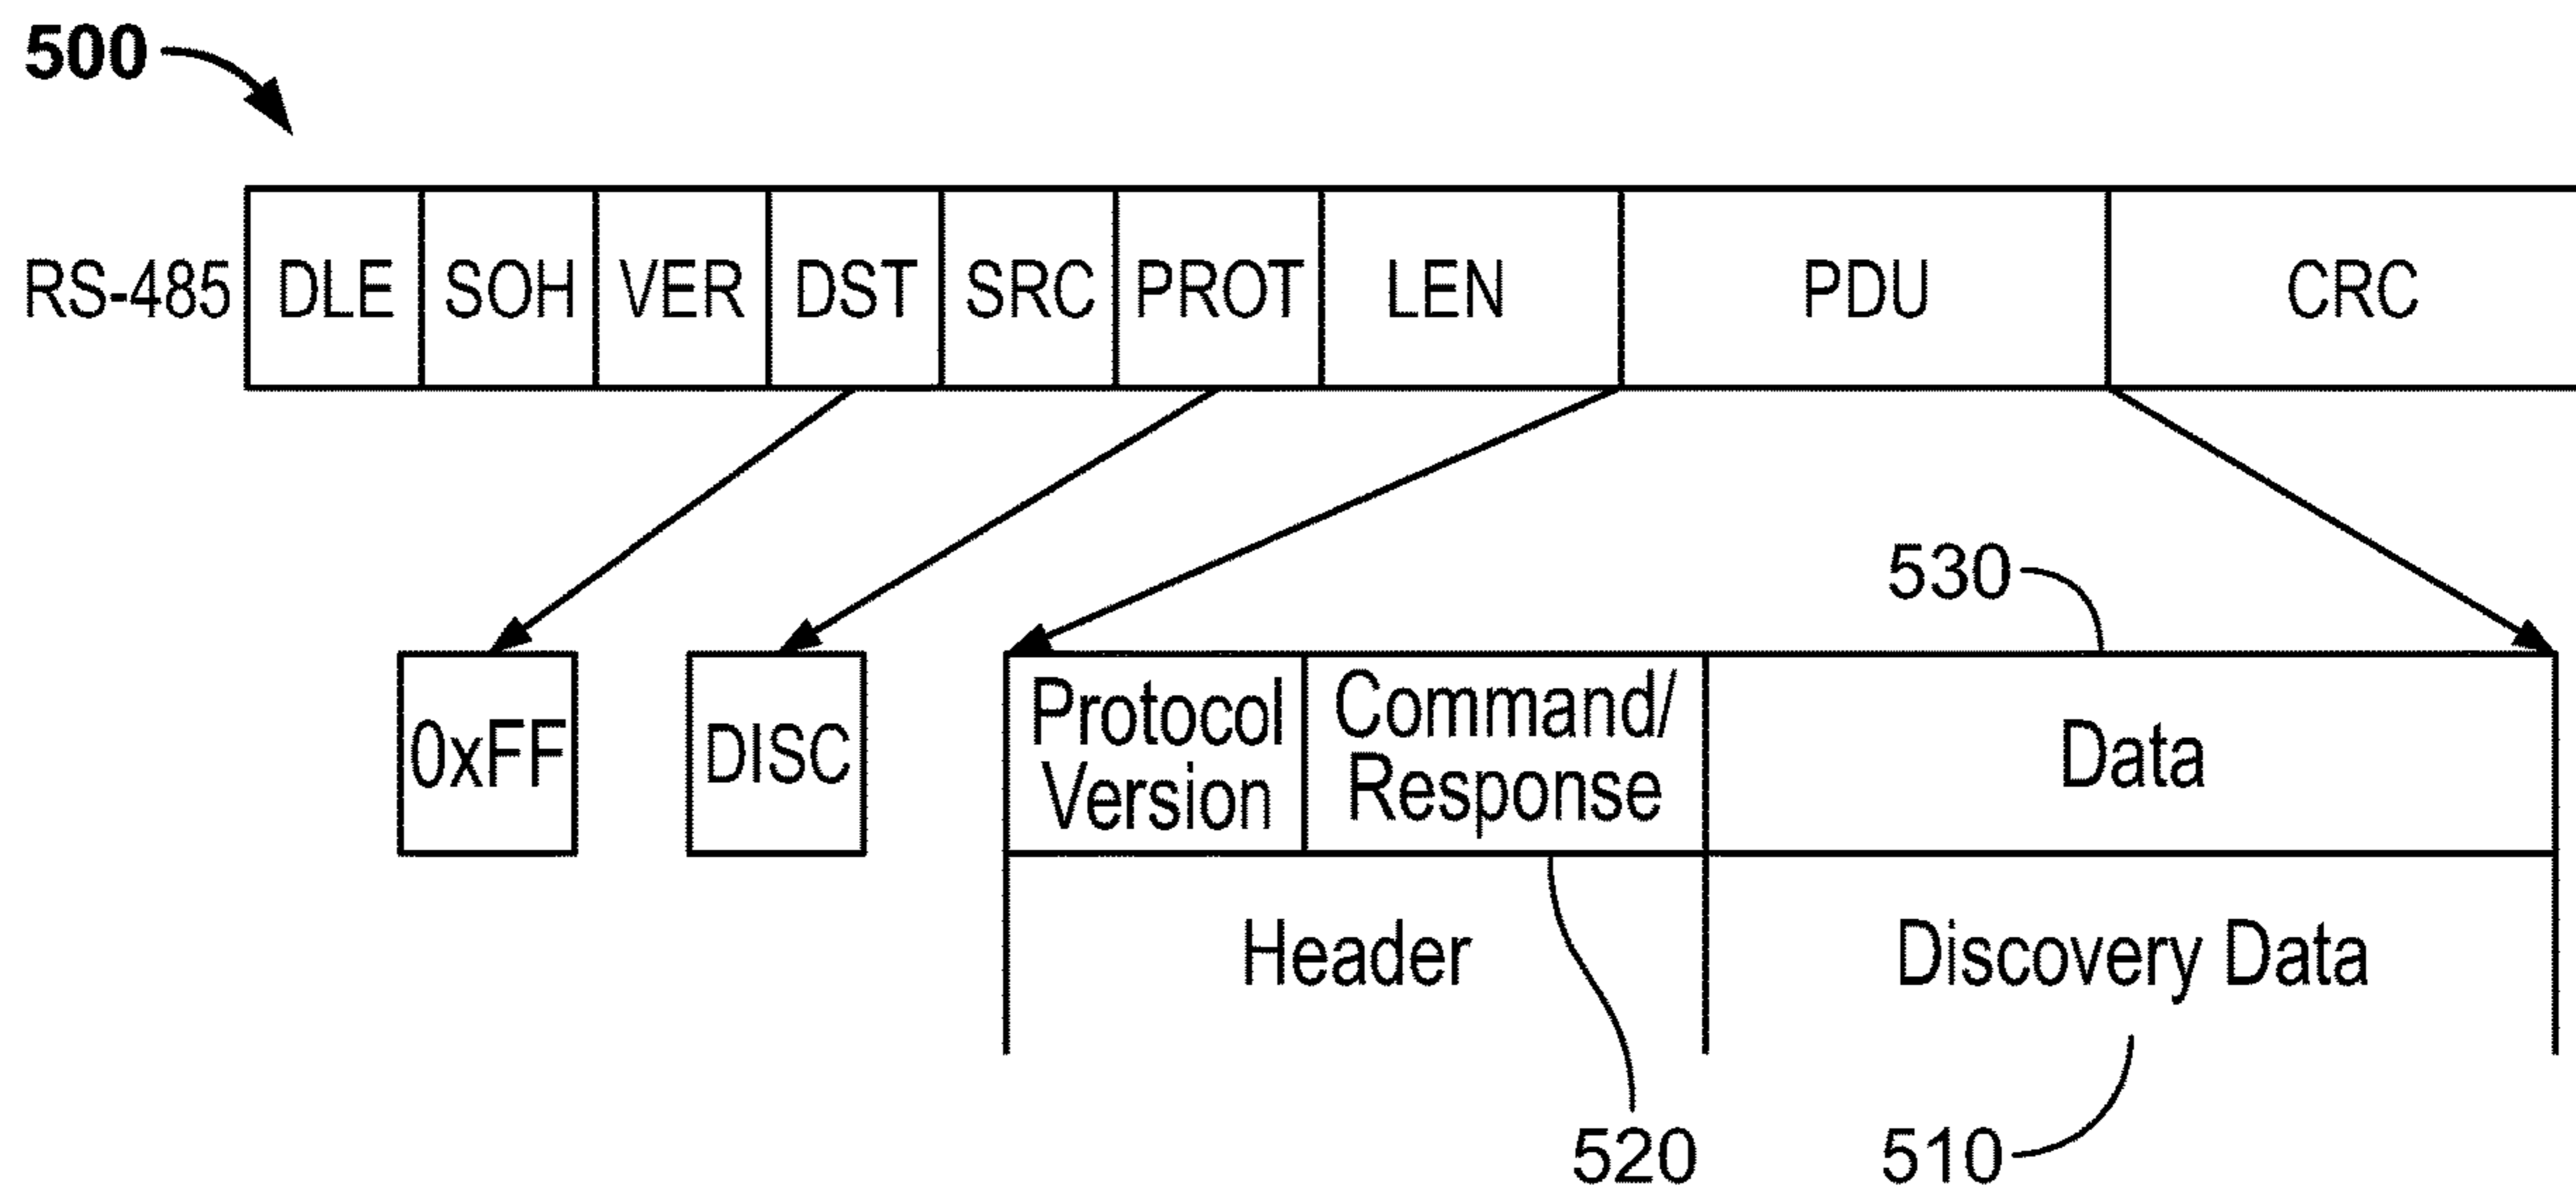 500
RS-485 DLE SOH VER DST SRC PROT LEN PDU CRC
530
0xFF DISC Protocol Version Command/ Response Data
Header Discovery Data
520 510